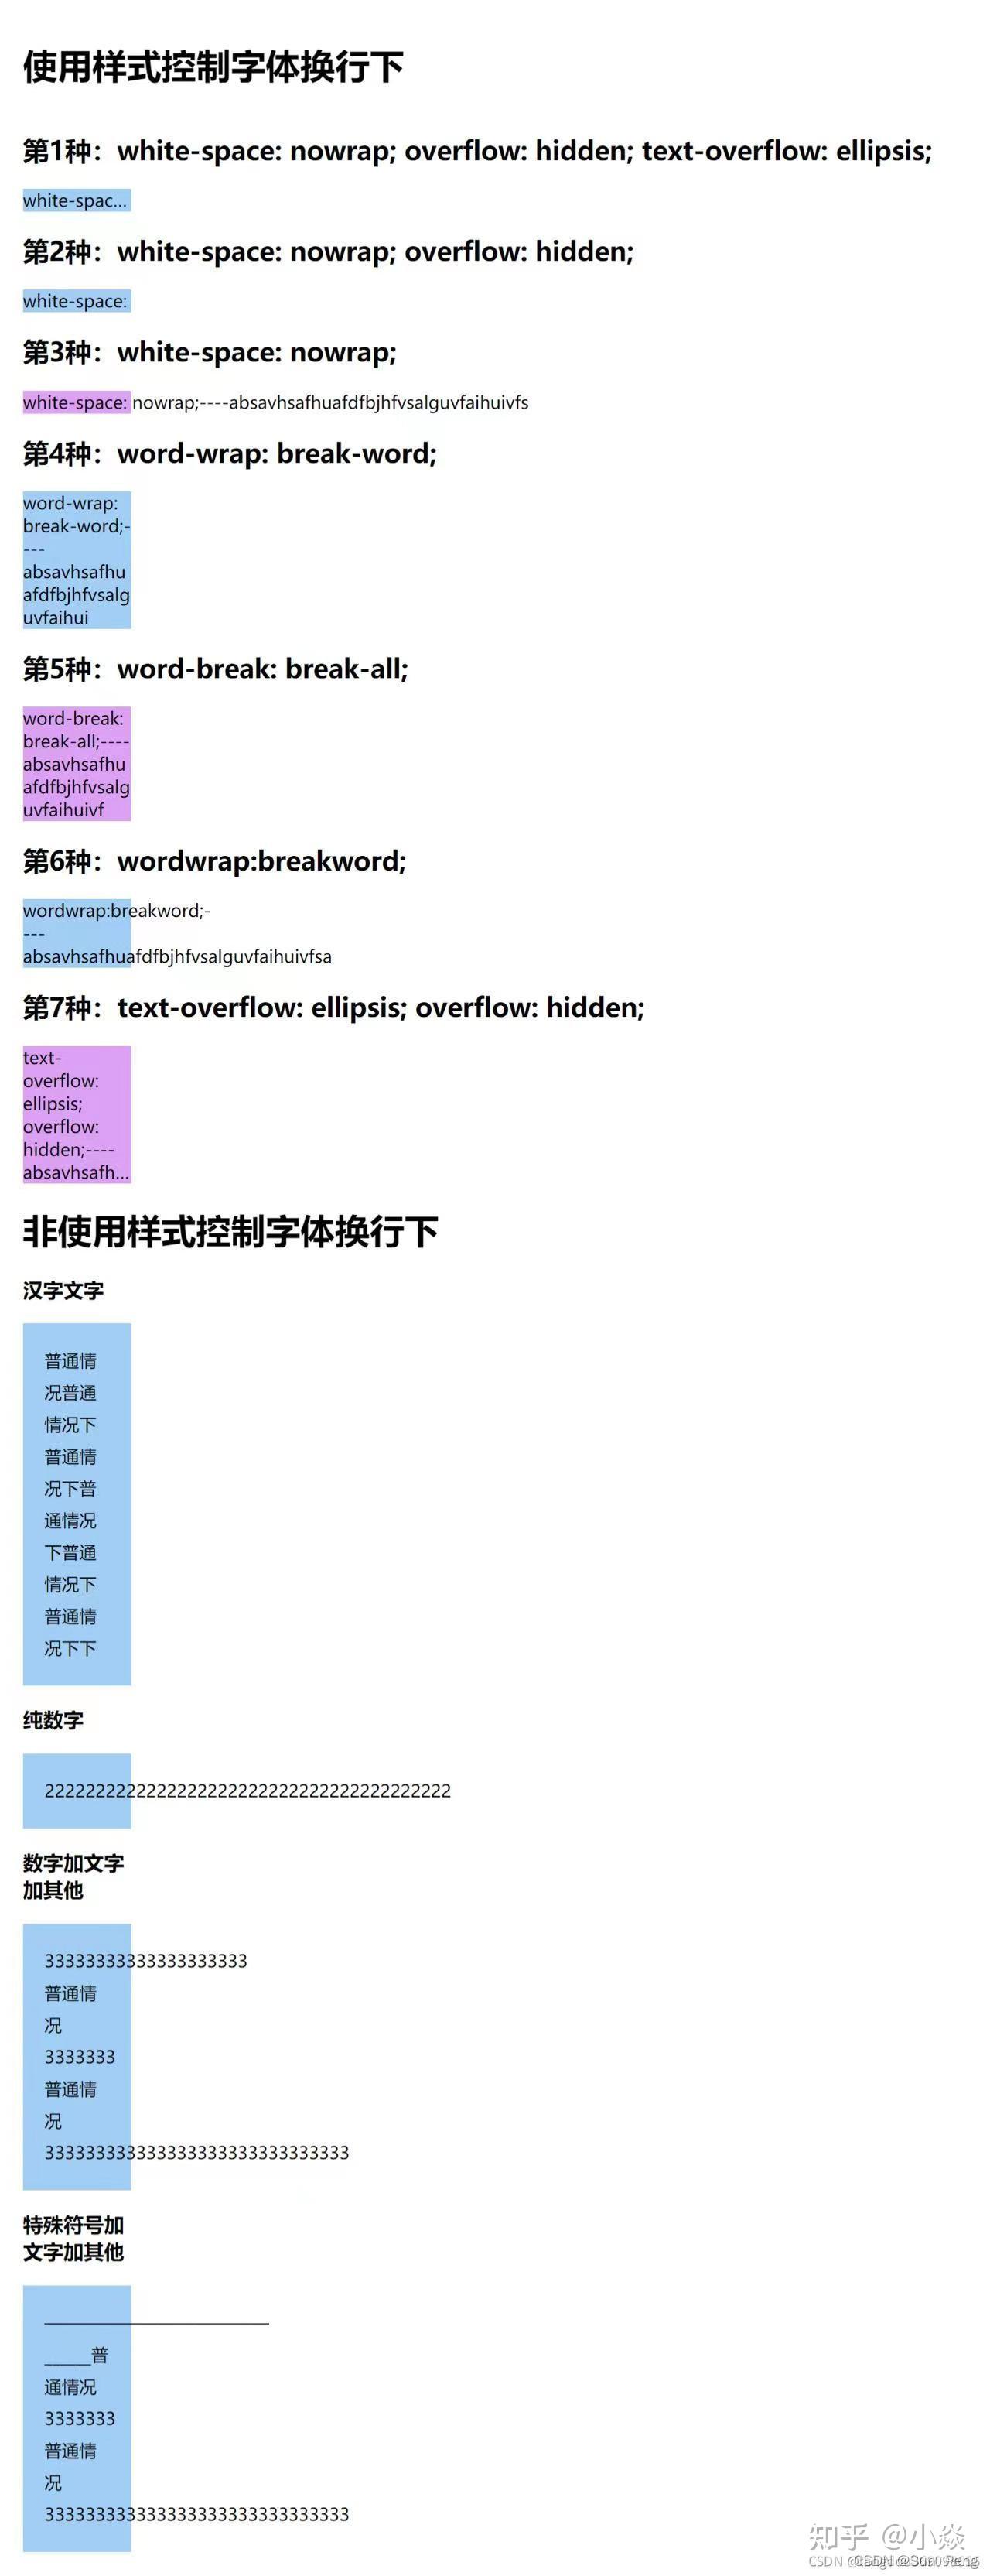 使用样式控制字体换行下
第1种：white-space: nowrap; overflow: hidden; text-overflow: ellipsis;
white-spac...
第2种：white-space: nowrap; overflow: hidden;
white-space:
第3种：white-space: nowrap;
white-space: nowrap;----absavhsafhuafdfbjhfvsalguvfaihuivfs
第4种：word-wrap: break-word;
word-wrap:
break-word;-
---
absavhsafhu
afdfbjhfvsalg
uvfaihui
第5种：word-break: break-all;
word-break:
break-all;----
absavhsafhu
afdfbjhfvsalg
uvfaihuivf
第6种：wordwrap:breakword;
wordwrap:breakword;-
---
absavhsafhuafdfbjhfvsalguvfaihuivfsa
第7种：text-overflow: ellipsis; overflow: hidden;
text-
overflow:
ellipsis;
overflow:
hidden;----
absavhsafh...
非使用样式控制字体换行下
汉字文字
普通情
况普通
情况下
普通情
况下普
通情况
下普通
情况下
普通情
况下下
纯数字
2222222222222222222222222222222222222222
数字加文字
加其他
33333333333333333333
普通情
况
3333333
普通情
况
333333333333333333333333333333
特殊符号加
文字加其他
_____________________________
______普
通情况
3333333
普通情
况
333333333333333333333333333333
知乎 @小焱
CSDN @Sun Peng